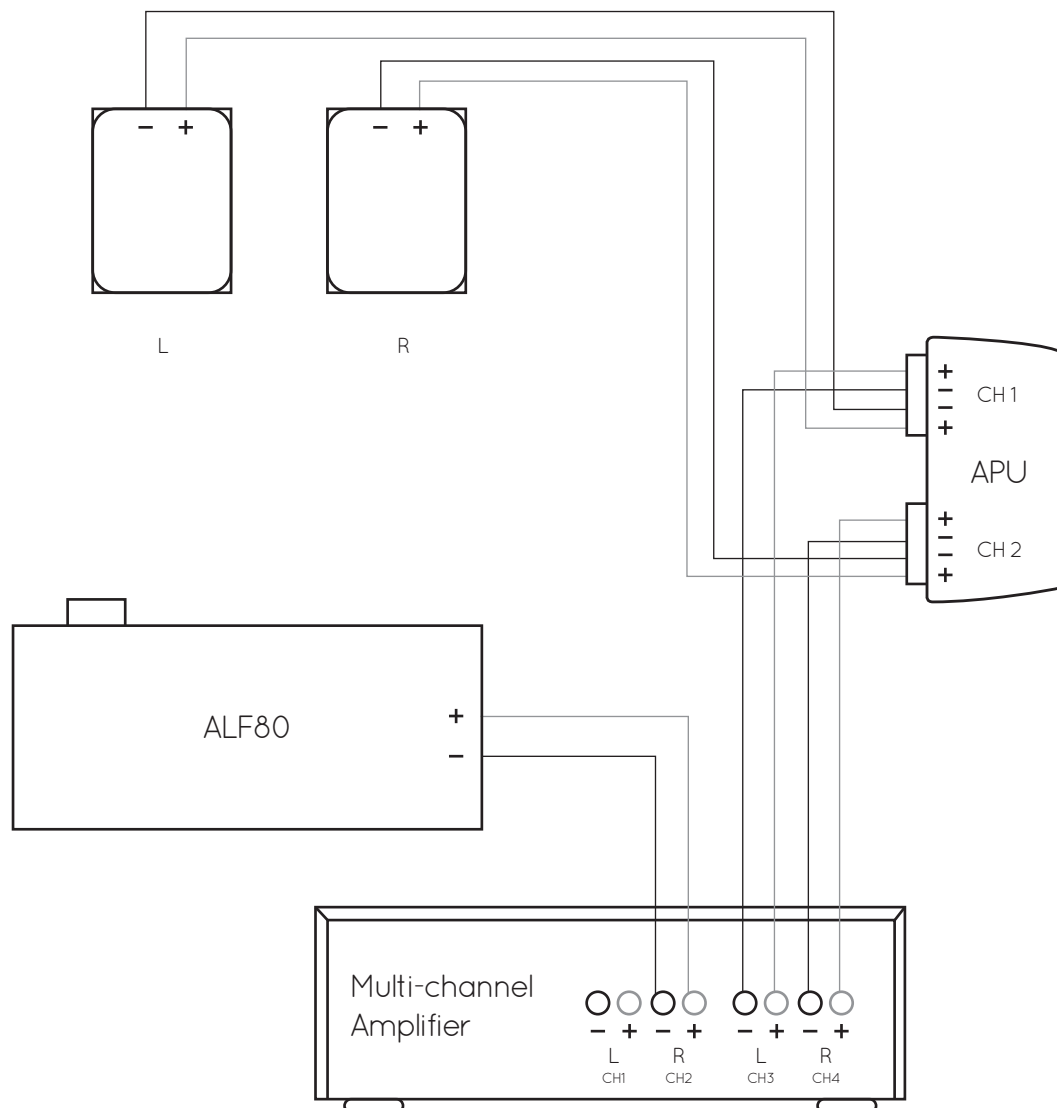 − +
− +
L
R
+
−
−
+
CH 1
APU
+
−
−
+
CH 2
ALF80
+
−
Multi-channel
Amplifier
− + − + − + − +
L R L R
CH1 CH2 CH3 CH4